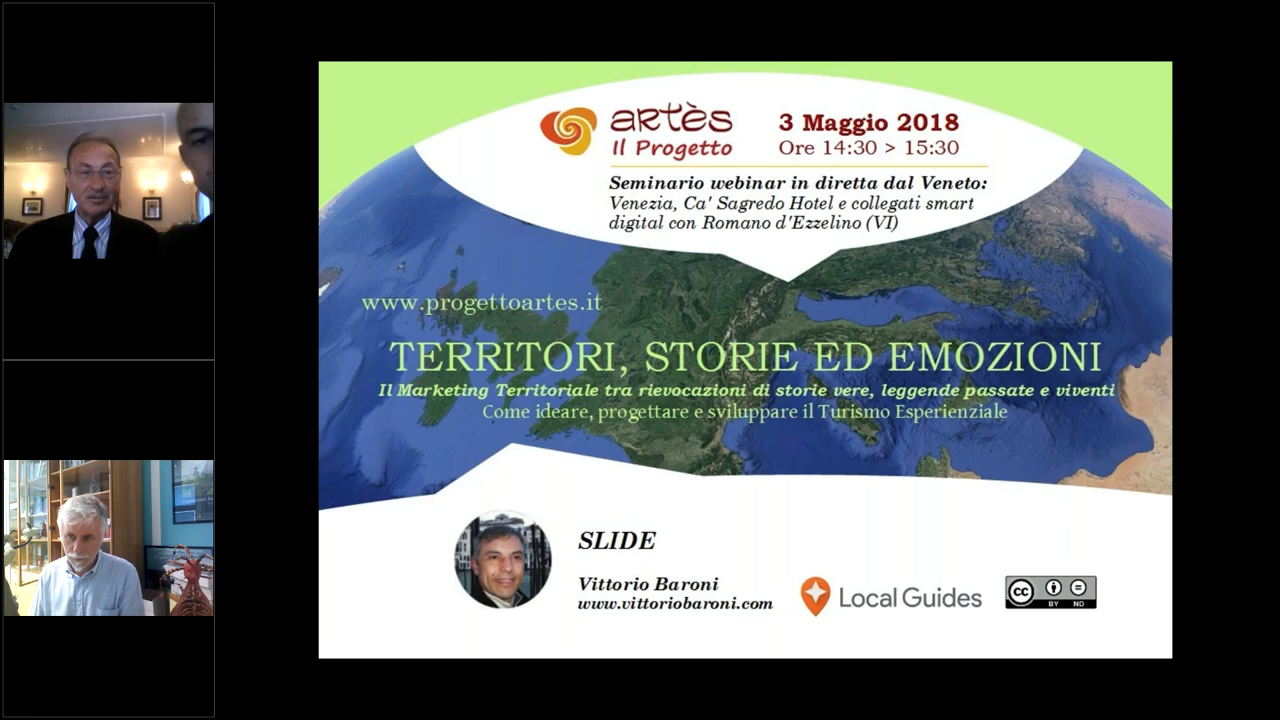 artès
Il Progetto
3 Maggio 2018
Ore 14:30 > 15:30
Seminario webinar in diretta dal Veneto:
Venezia, Ca' Sagredo Hotel e collegati smart
digital con Romano d'Ezzelino (VI)
www.progettoartes.it
TERRITORI, STORIE ED EMOZIONI
Il Marketing Territoriale tra rievocazioni di storie vere, leggende passate e viventi
Come ideare, progettare e sviluppare il Turismo Esperienziale
SLIDE
Vittorio Baroni
www.vittoriobaroni.com
Local Guides
cc
BY ND